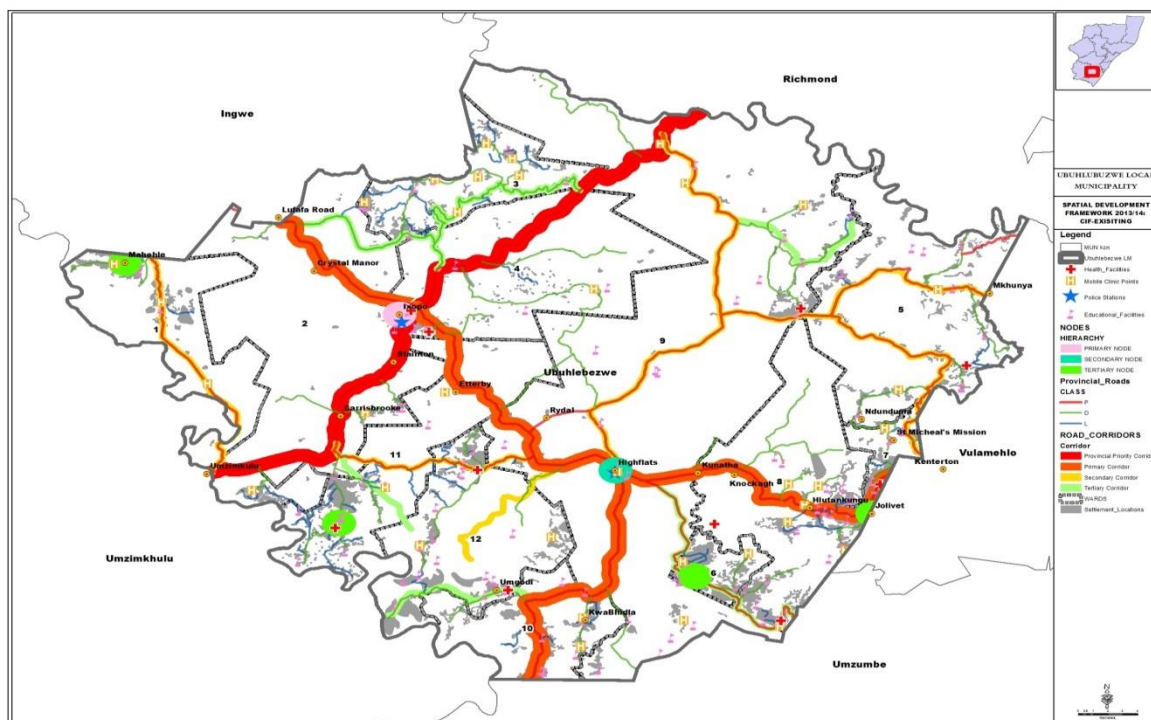 Richmond
Ingwe
3
Lufafa Road
Mahehle
Crystal Manor
4
Mkhunya
Ixopo
5
1
2
9
Stainton
Ubuhlebezwe
Etterby
Rydal
Carrisbrooke
Ndunduma
St Micheal's Mission
11
Highflats
Vulamehlo
7
Umzimkulu
Kunatha
Kenterton
Knockagh
8
Hlutankungu
Jolivet
12
Umzimkhulu
6
Umgodi
KwaBhidla
10
Umzumbe
UBUHLUBUZWE LOCAL
MUNICIPALITY
SPATIAL DEVELOPMENT
FRAMEWORK 2013/14:
CIF-EXISITING
Legend
MUN
Ubuhlebezwe LM
Health_Facilities
Mobile Clinic Points
Police Stations
Educational_Facilities
NODES
HIERARCHY
PRIMARY NODE
SECONDARY NODE
TERTIARY NODE
Provincial_Roads
CLASS
P
D
L
ROAD_CORRIDORS
Corridor
Provincial Priority Corrid
Primary Corridor
Secondary Corridor
Tertiary Corridor
WARDS
Settlement_Locations